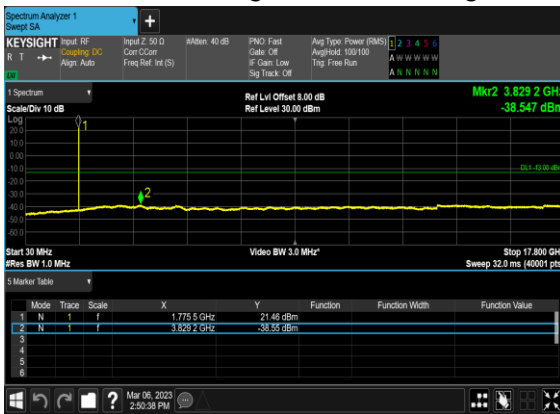 Spectrum Analyzer 1
Swept SA
KEYSIGHT Input: RF Input Z: 50 Ω #Atten: 40 dB PNO: Fast Avg Type: Power (RMS) 1 2 3 4 5 6
R T Coupling: DC Corr CCorr Gate: Off Avg|Hold: 100/100 A W W W W W
Align: Auto Freq Ref: Int (S) IF Gain: Low Trig: Free Run
Sig Track: Off A N N N N N
1 Spectrum Ref Lvl Offset 8.00 dB Mkr2 3.829 2 GHz
Scale/Div 10 dB Ref Level 30.00 dBm -38.547 dBm
Log
20.0
10.0
0.00
-10.0
DL1 -13.00 dBm
-20.0
-30.0
-40.0
-50.0
-60.0
1
2
Start 30 MHz Video BW 3.0 MHz* Stop 17.800 GHz
#Res BW 1.0 MHz Sweep 32.0 ms (40001 pts)
5 Marker Table
Mode Trace Scale X Y Function Function Width Function Value
1 N 1 f 1.775 5 GHz 21.46 dBm
2 N 1 f 3.829 2 GHz -38.55 dBm
3
4
5
6
? Mar 06, 2023
2:50:38 PM